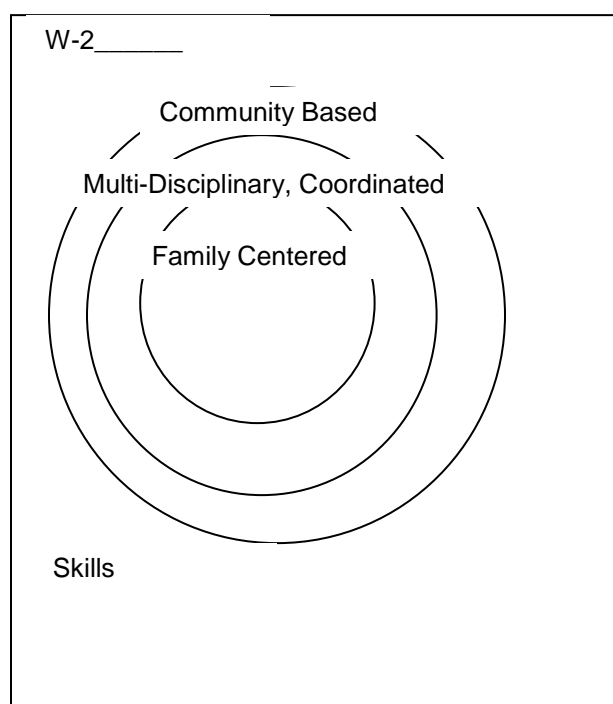 W-2______
Community Based
Multi-Disciplinary, Coordinated
Family Centered
Skills